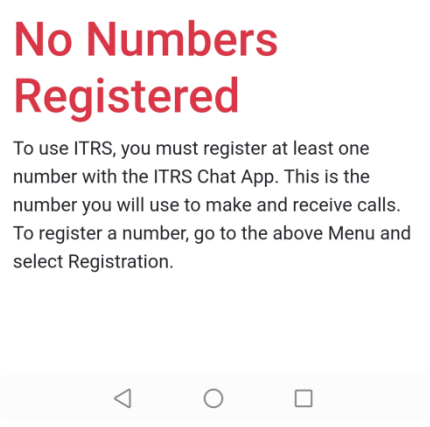 No Numbers
Registered
To use ITRS, you must register at least one
number with the ITRS Chat App. This is the
number you will use to make and receive calls.
To register a number, go to the above Menu and
select Registration.